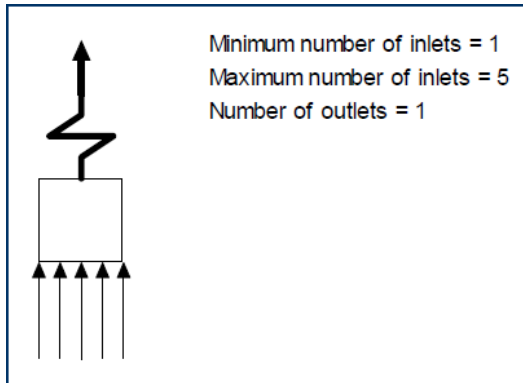 Minimum number of inlets = 1
Maximum number of inlets = 5
Number of outlets = 1